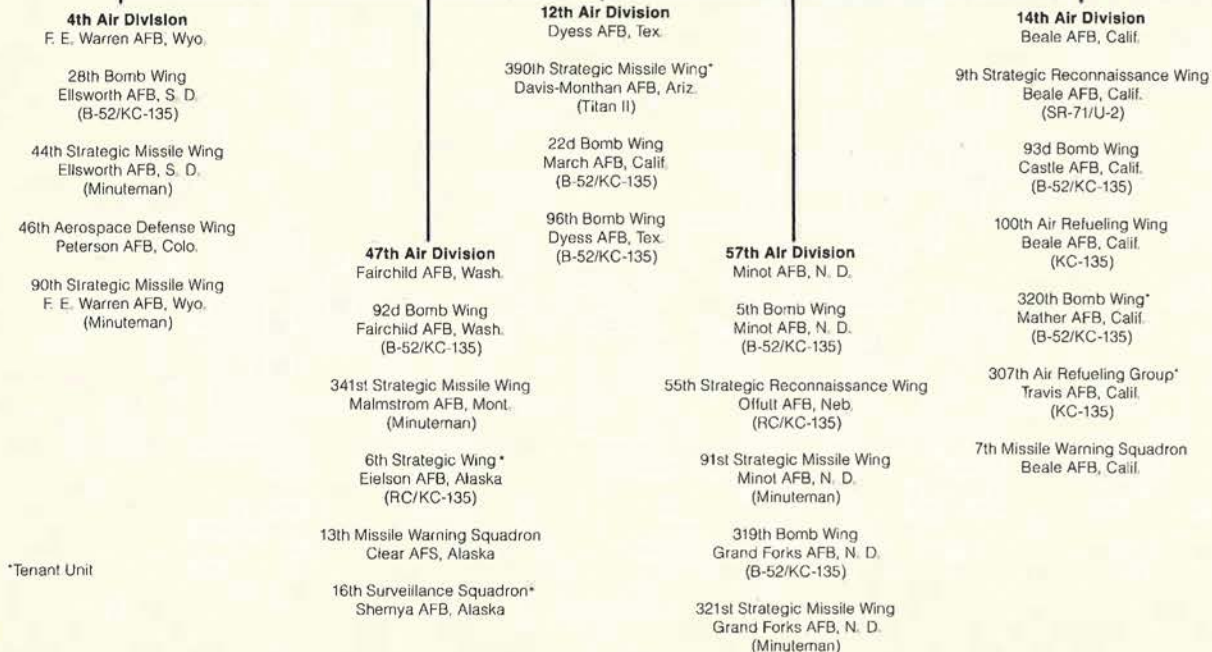 4th Air Division
F. E. Warren AFB, Wyo.
28th Bomb Wing
Ellsworth AFB, S. D.
(B-52/KC-135)
44th Strategic Missile Wing
Ellsworth AFB, S. D.
(Minuteman)
46th Aerospace Defense Wing
Peterson AFB, Colo.
90th Strategic Missile Wing
F. E. Warren AFB, Wyo.
(Minuteman)
47th Air Division
Fairchild AFB, Wash.
92d Bomb Wing
Fairchild AFB, Wash.
(B-52/KC-135)
341st Strategic Missile Wing
Malmstrom AFB, Mont.
(Minuteman)
6th Strategic Wing*
Eielson AFB, Alaska
(RC/KC-135)
13th Missile Warning Squadron
Clear AFS, Alaska
16th Surveillance Squadron*
Shemya AFB, Alaska
12th Air Division
Dyess AFB, Tex.
390th Strategic Missile Wing*
Davis-Monthan AFB, Ariz.
(Titan II)
22d Bomb Wing
March AFB, Calif.
(B-52/KC-135)
96th Bomb Wing
Dyess AFB, Tex.
(B-52/KC-135)
57th Air Division
Minot AFB, N. D.
5th Bomb Wing
Minot AFB, N. D.
(B-52/KC-135)
55th Strategic Reconnaissance Wing
Offutt AFB, Neb.
(RC/KC-135)
91st Strategic Missile Wing
Minot AFB, N. D.
(Minuteman)
319th Bomb Wing
Grand Forks AFB, N. D.
(B-52/KC-135)
321st Strategic Missile Wing
Grand Forks AFB, N. D.
(Minuteman)
14th Air Division
Beale AFB, Calif.
9th Strategic Reconnaissance Wing
Beale AFB, Calif.
(SR-71/U-2)
93d Bomb Wing
Castle AFB, Calif.
(B-52/KC-135)
100th Air Refueling Wing
Beale AFB, Calif.
(KC-135)
320th Bomb Wing*
Mather AFB, Calif.
(B-52/KC-135)
307th Air Refueling Group*
Travis AFB, Calif.
(KC-135)
7th Missile Warning Squadron
Beale AFB, Calif.
*Tenant Unit